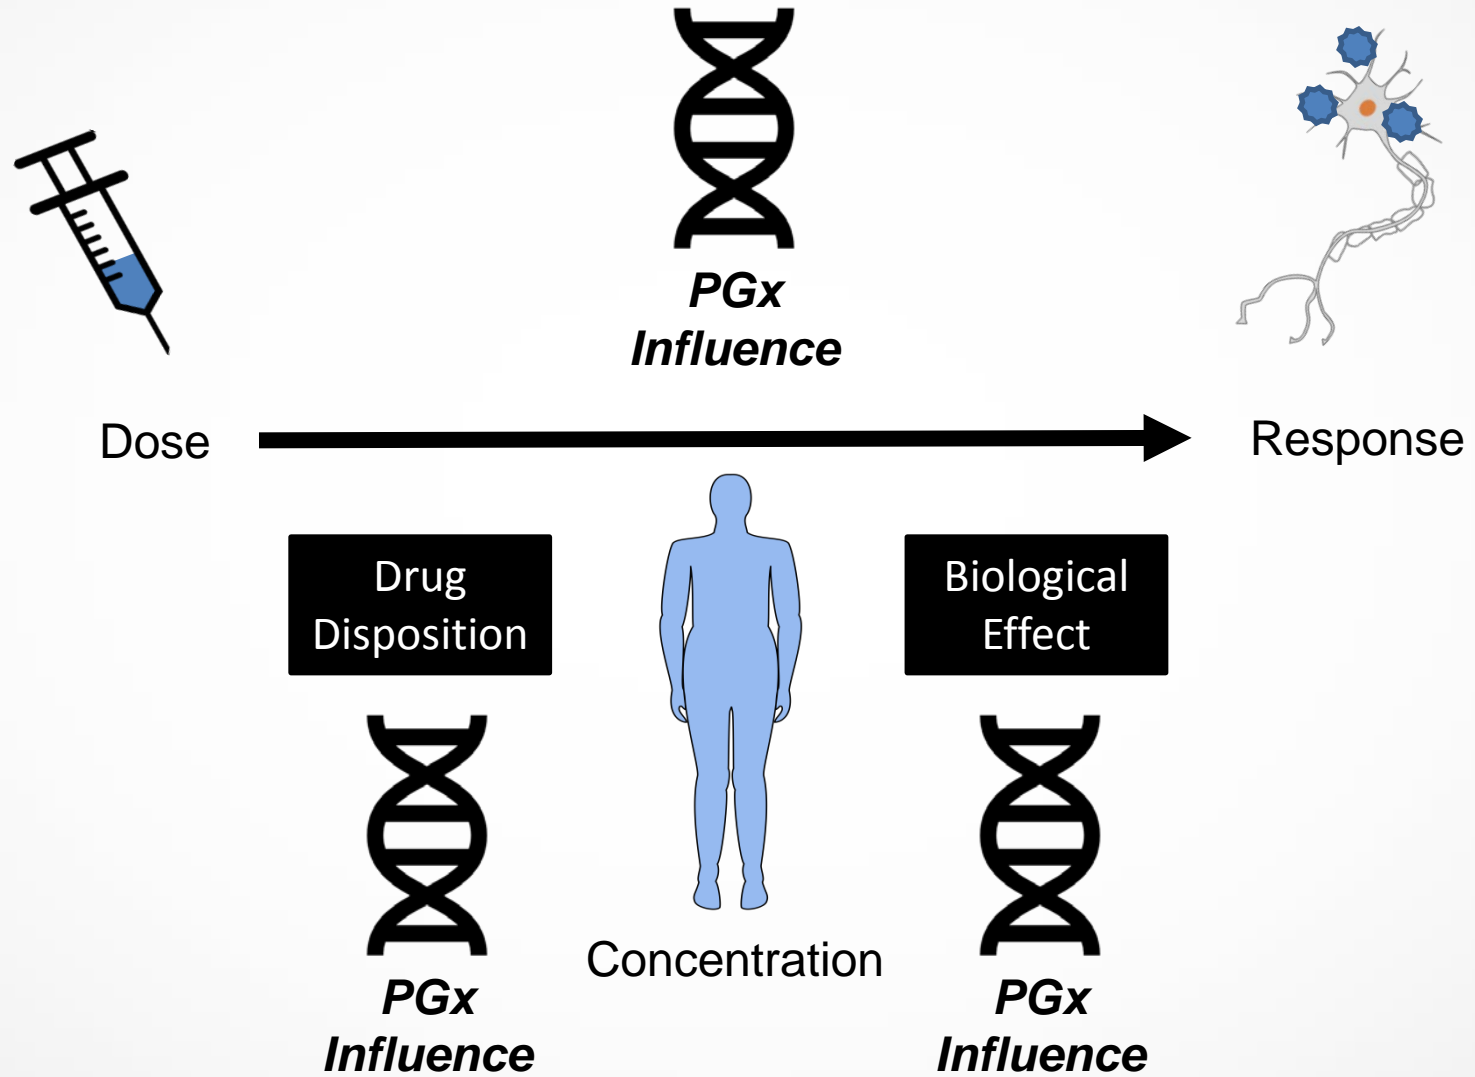 PGx
Influence
Dose
Response
Drug
Disposition
Biological
Effect
Concentration
PGx
Influence
PGx
Influence